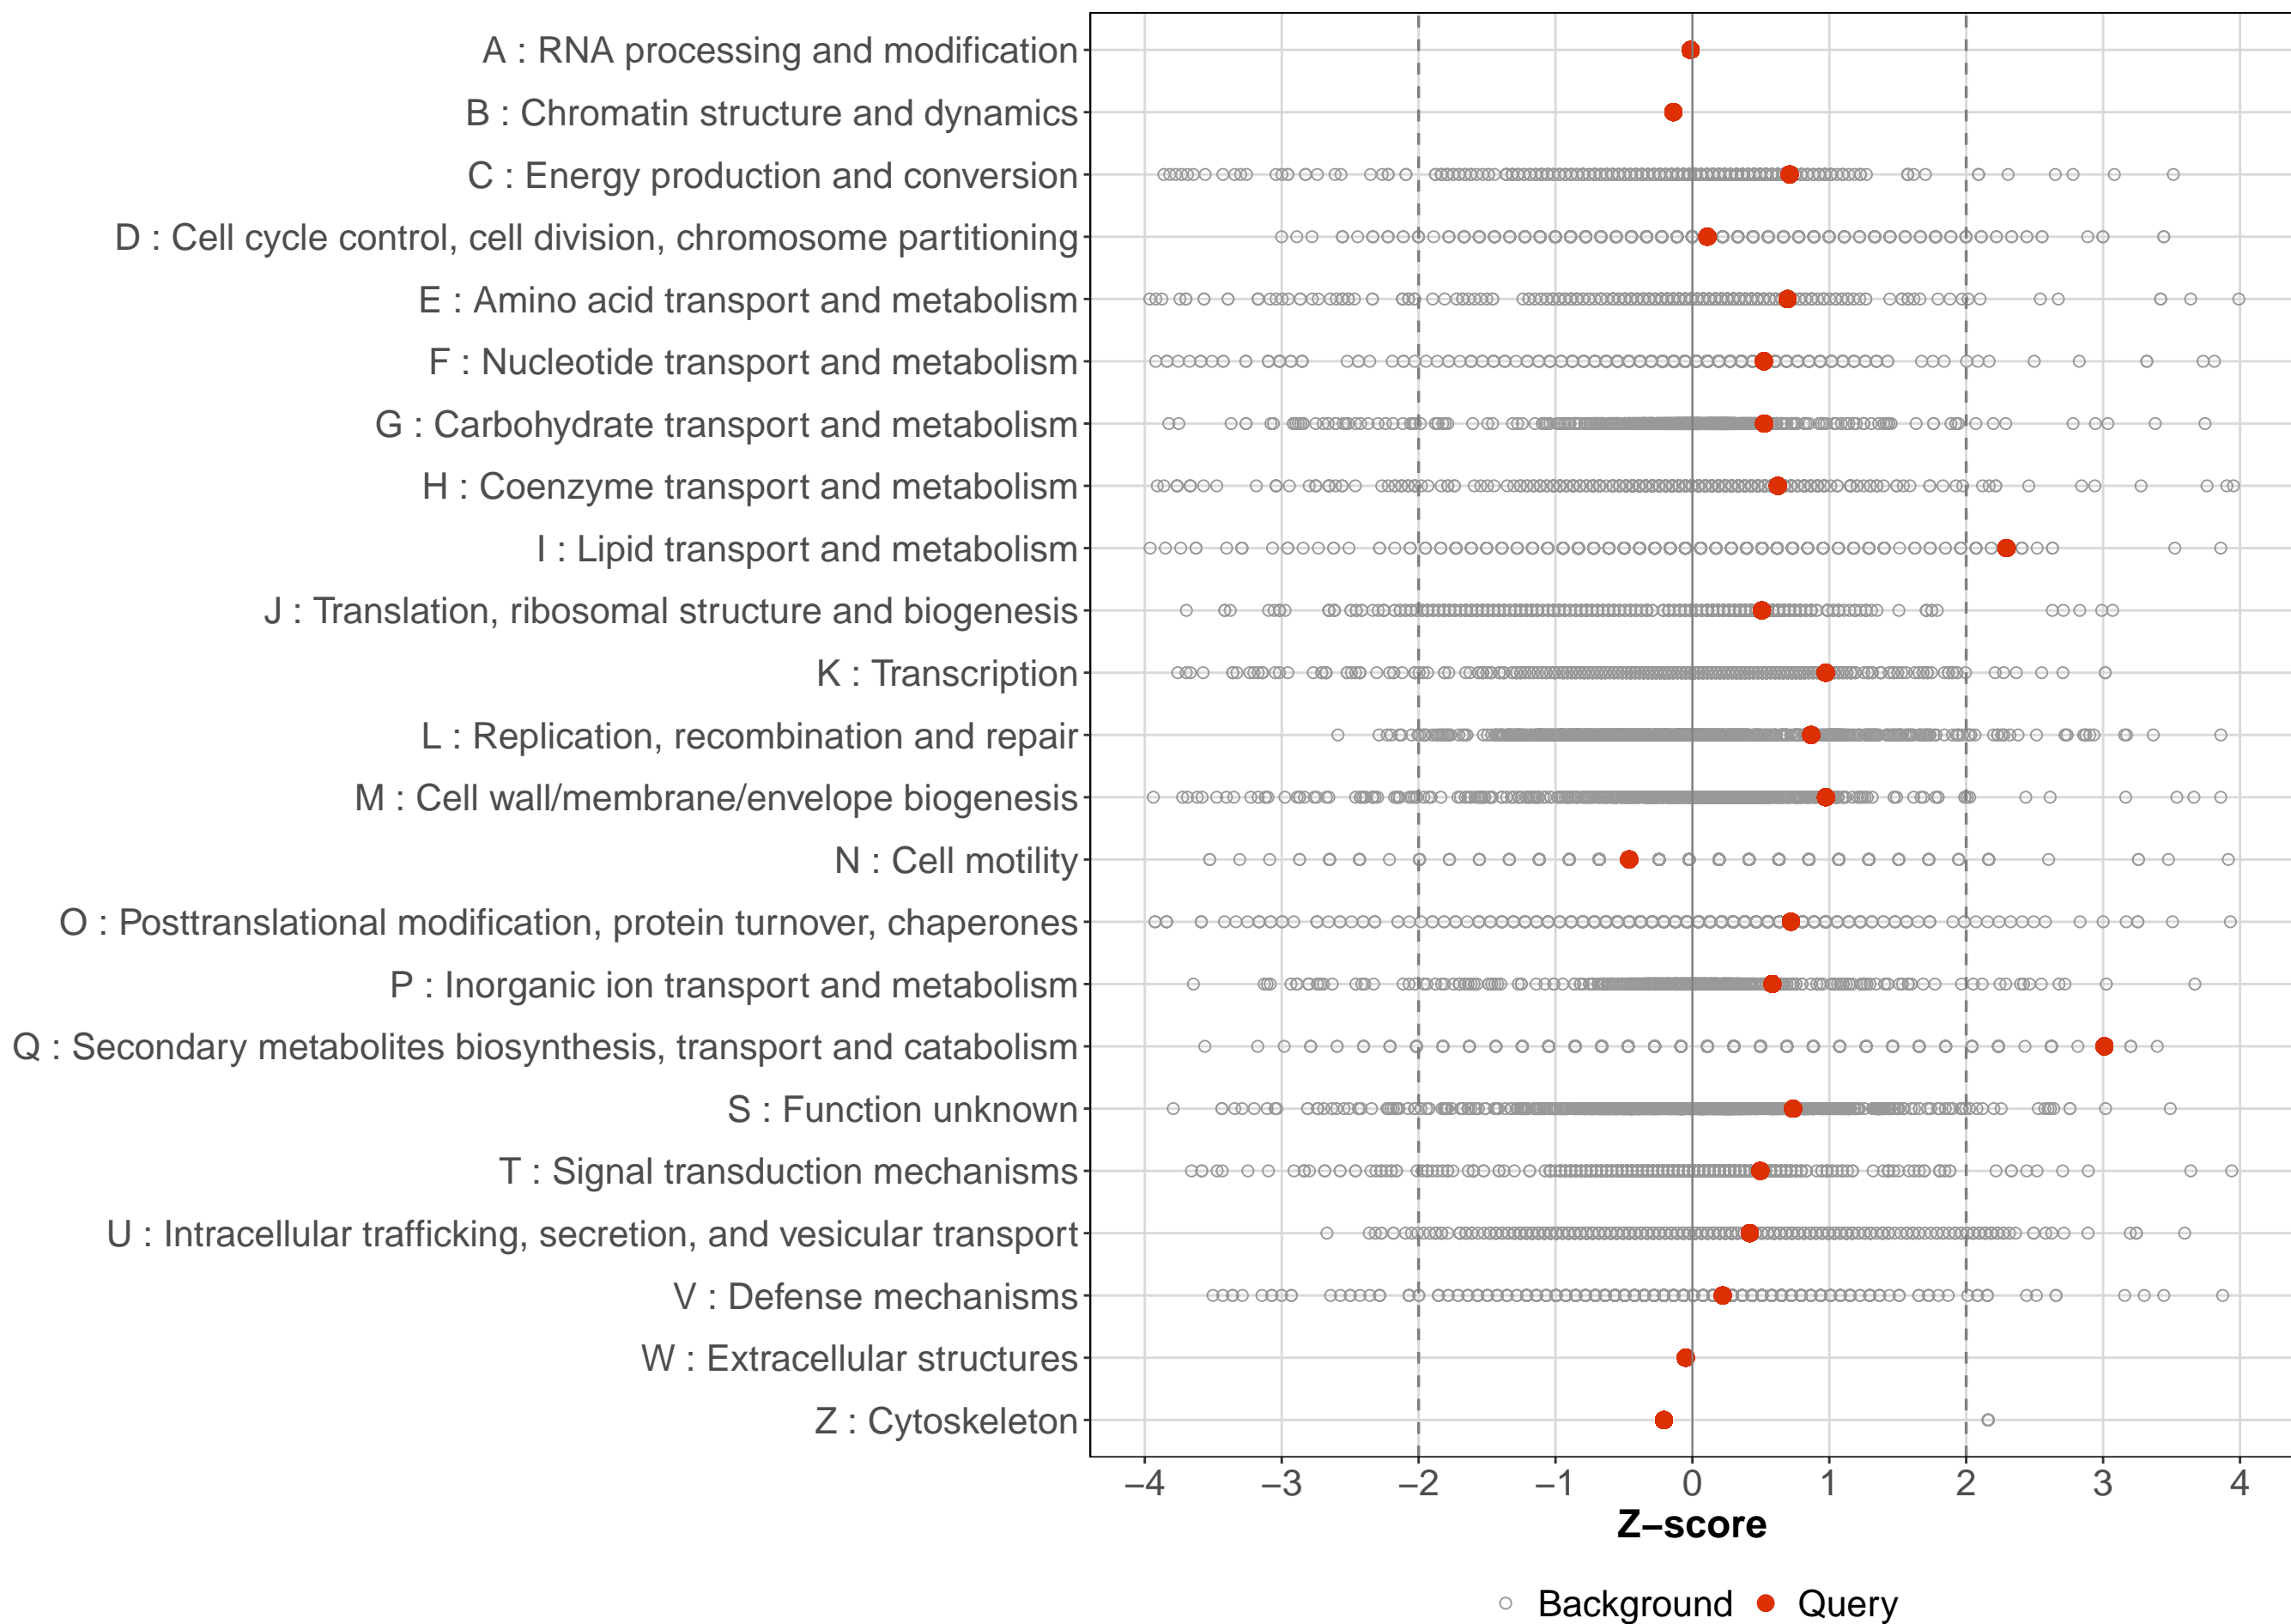 A : RNA processing and modification
B : Chromatin structure and dynamics
C : Energy production and conversion
D : Cell cycle control, cell division, chromosome partitioning
E : Amino acid transport and metabolism
F : Nucleotide transport and metabolism
G : Carbohydrate transport and metabolism
H : Coenzyme transport and metabolism
I : Lipid transport and metabolism
J : Translation, ribosomal structure and biogenesis
K : Transcription
L : Replication, recombination and repair
M : Cell wall/membrane/envelope biogenesis
N : Cell motility
O : Posttranslational modification, protein turnover, chaperones
P : Inorganic ion transport and metabolism
Q : Secondary metabolites biosynthesis, transport and catabolism
S : Function unknown
T : Signal transduction mechanisms
U : Intracellular trafficking, secretion, and vesicular transport
V : Defense mechanisms
W : Extracellular structures
Z : Cytoskeleton
−4 −3 −2 −1 0 1 2 3 4
Z−score
Background Query